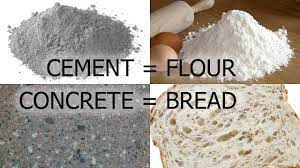 CEMENT = FLOUR
CONCRETE = BREAD